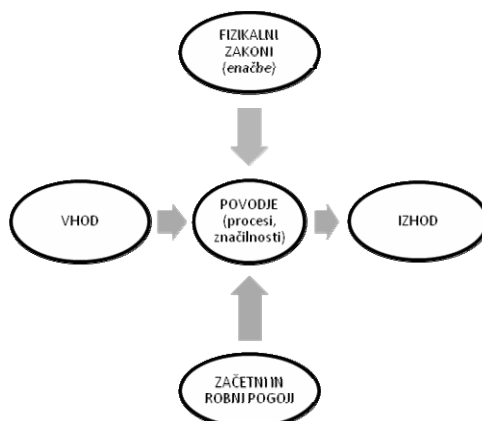 FIZIKALNI
ZAKONI
(enačbe)
VHOD
POVODJE
(procesi,
značilnosti)
IZHOD
ZAČETNI IN
ROBNI POGOJI